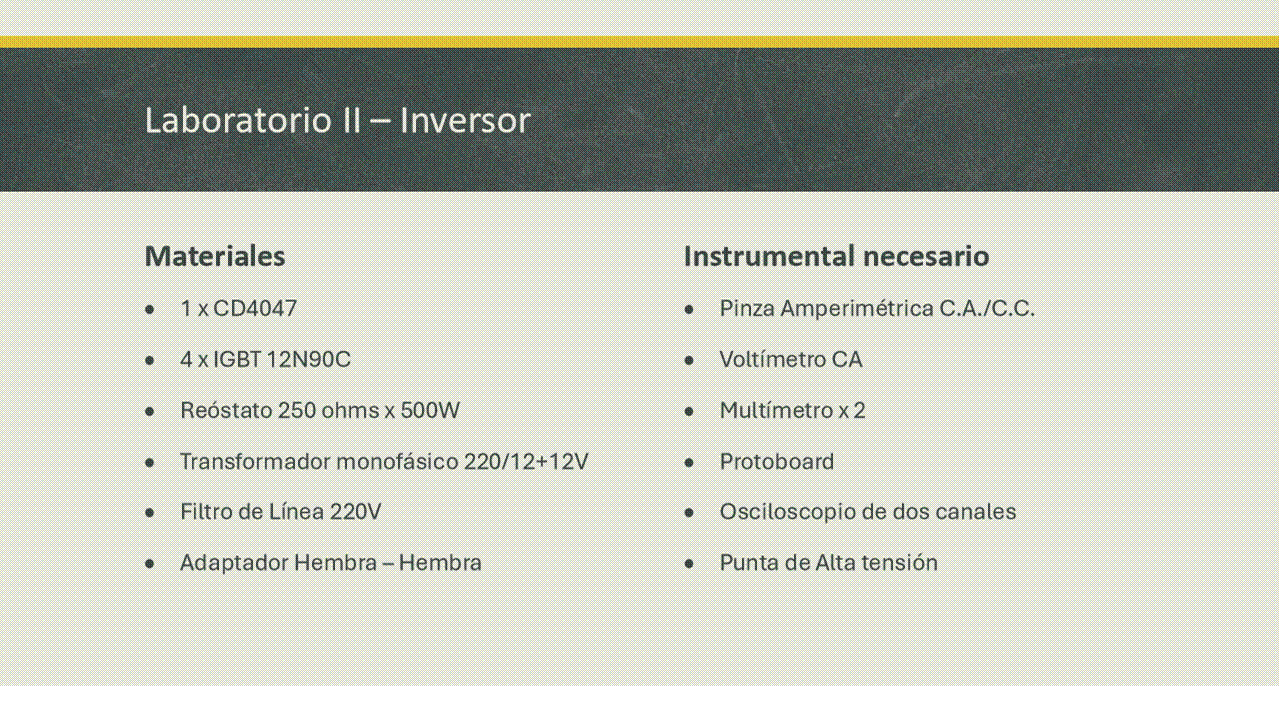 Laboratorio II – Inversor
Materiales
• 1 x CD4047
• 4 x IGBT 12N90C
• Reóstato 250 ohms x 500W
• Transformador monofásico 220/12+12V
• Filtro de Línea 220V
• Adaptador Hembra – Hembra
Instrumental necesario
• Pinza Amperimétrica C.A./C.C.
• Voltímetro CA
• Multímetro x 2
• Protoboard
• Osciloscopio de dos canales
• Punta de Alta tensión